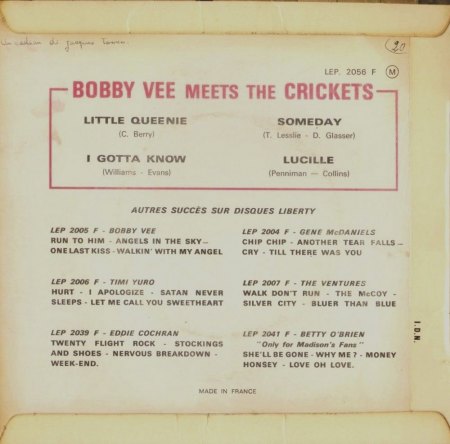 Un cadeau de Jacques
20
LEP. 2056 F M
BOBBY VEE MEETS THE CRICKETS
LITTLE QUEENIE SOMEDAY
(C. Berry) (T. Lesslie - D. Glasser)
I GOTTA KNOW LUCILLE
(Williams - Evans) (Penniman — Collins)
AUTRES SUCCÈS SUR DISQUES LIBERTY
LEP 2005 F - BOBBY VEE
RUN TO HIM - ANGELS IN THE SKY—
ONE LAST KISS-WALKIN' WITH MY ANGEL
LEP 2004 F - GENE McDANIELS
CHIP CHIP - ANOTHER TEAR FALLS—
CRY - TILL THERE WAS YOU
LEP 2006 F - TIMI YURO
HURT - I APOLOGIZE - SATAN NEVER
SLEEPS - LET ME CALL YOU SWEETHEART
LEP 2007 F - THE VENTURES
WALK DON'T RUN - THE McCOY -
SILVER CITY - BLUER THAN BLUE
LEP 2039 F - EDDIE COCHRAN
TWENTY FLIGHT ROCK - STOCKINGS
AND SHOES - NERVOUS BREAKDOWN -
WEEK-END.
LEP 2041 F - BETTY O'BRIEN
"Only for Madison's Fans"
SHE'LL BE GONE - WHY ME ? - MONEY
HONSEY - LOVE OH LOVE.
I.D.N.
MADE IN FRANCE